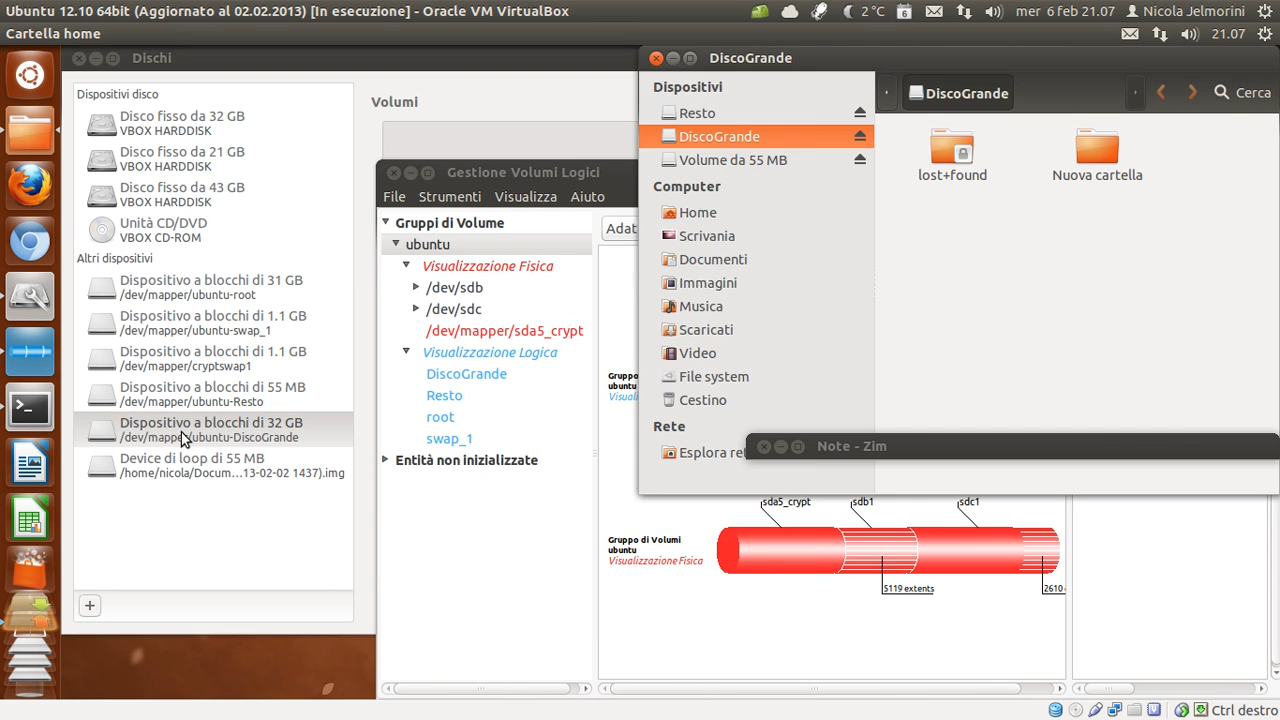 Ubuntu 12.10 64bit (Aggiornato al 02.02.2013) [In esecuzione] - Oracle VM VirtualBox
2 °C
6
mer 6 feb 21.07
Nicola Jelmorini
Cartella home
21.07
Dischi
Dispositivi disco
Disco fisso da 32 GB
VBOX HARDDISK
Disco fisso da 21 GB
VBOX HARDDISK
Disco fisso da 43 GB
VBOX HARDDISK
Unità CD/DVD
VBOX CD-ROM
Altri dispositivi
Dispositivo a blocchi di 31 GB
/dev/mapper/ubuntu-root
Dispositivo a blocchi di 1.1 GB
/dev/mapper/ubuntu-swap_1
Dispositivo a blocchi di 1.1 GB
/dev/mapper/cryptswap1
Dispositivo a blocchi di 55 MB
/dev/mapper/ubuntu-Resto
Dispositivo a blocchi di 32 GB
/dev/mapper/ubuntu-DiscoGrande
Device di loop di 55 MB
/home/nicola/Docum...13-02-02 1437).img
Volumi
Gestione Volumi Logici
File Strumenti Visualizza Aiuto
Gruppi di Volume
ubuntu
Visualizzazione Fisica
/dev/sdb
/dev/sdc
/dev/mapper/sda5_crypt
Visualizzazione Logica
DiscoGrande
Resto
root
swap_1
Entità non inizializzate
Adat
Gruppo
ubuntu
Visuali
sda5_crypt
sdb1
sdc1
Gruppo di Volumi
ubuntu
Visualizzazione Fisica
5119 extents
2610
DiscoGrande
Dispositivi
Resto
DiscoGrande
Volume da 55 MB
Computer
Home
Scrivania
Documenti
Immagini
Musica
Scaricati
Video
File system
Cestino
Rete
Esplora re
DiscoGrande
Cerca
lost+found
Nuova cartella
Note - Zim
Ctrl destro